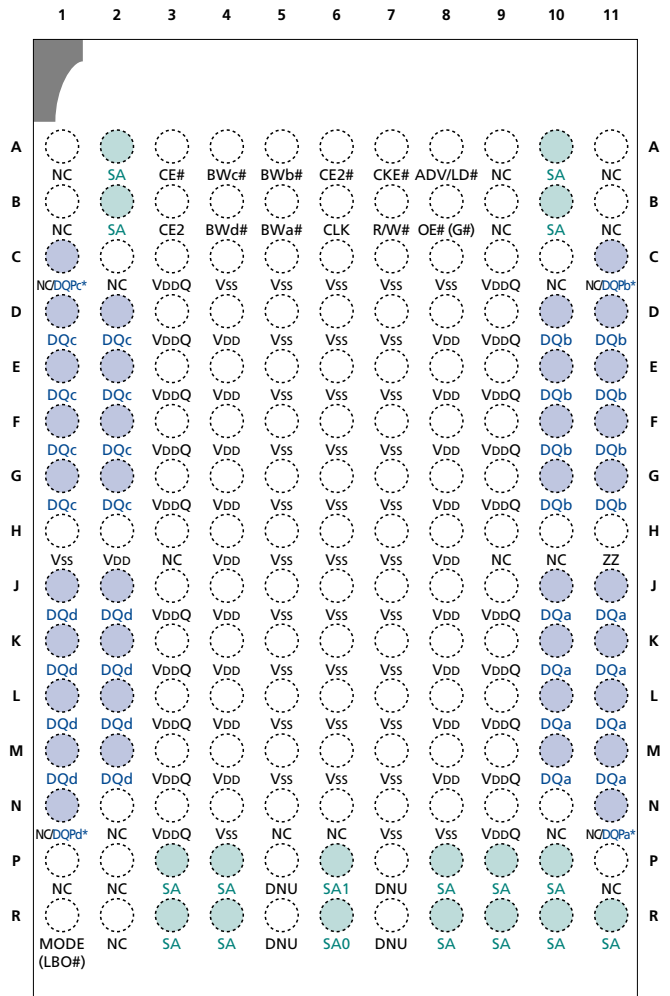 1 2 3 4 5 6 7 8 9 10 11
A A
NC SA CE# BWc# BWb# CE2# CKE# ADV/LD# NC SA NC
B B
NC SA CE2 BWd# BWa# CLK R/W# OE# (G#) NC SA NC
C C
NC/DQPc* NC VDDQ VSS VSS VSS VSS VSS VDDQ NC NC/DQPb*
D D
DQc DQc VDDQ VDD VSS VSS VSS VDD VDDQ DQb DQb
E E
DQc DQc VDDQ VDD VSS VSS VSS VDD VDDQ DQb DQb
F F
DQc DQc VDDQ VDD VSS VSS VSS VDD VDDQ DQb DQb
G G
DQc DQc VDDQ VDD VSS VSS VSS VDD VDDQ DQb DQb
H H
VSS VDD NC VDD VSS VSS VSS VDD NC NC ZZ
J J
DQd DQd VDDQ VDD VSS VSS VSS VDD VDDQ DQa DQa
K K
DQd DQd VDDQ VDD VSS VSS VSS VDD VDDQ DQa DQa
L L
DQd DQd VDDQ VDD VSS VSS VSS VDD VDDQ DQa DQa
M M
DQd DQd VDDQ VDD VSS VSS VSS VDD VDDQ DQa DQa
N N
NC/DQPd* NC VDDQ VSS NC NC VSS VSS VDDQ NC NC/DQPa*
P P
NC NC SA SA DNU SA1 DNU SA SA SA NC
R R
MODE NC SA SA DNU SA0 DNU SA SA SA SA
(LBO#)